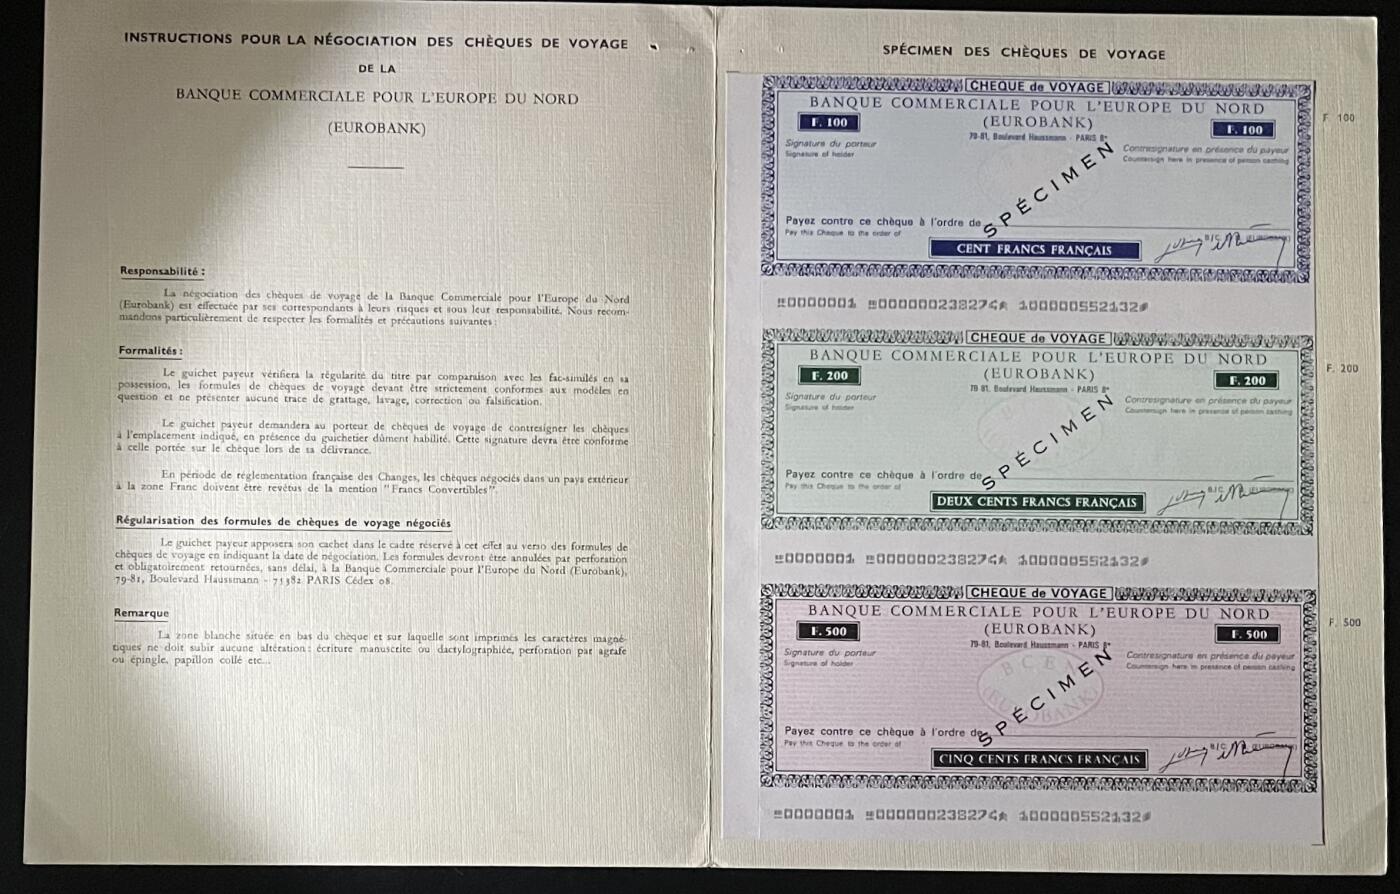 INSTRUCTIONS POUR LA NÉGOCIATION DES CHÈQUES DE VOYAGE
DE LA
BANQUE COMMERCIALE POUR L'EUROPE DU NORD
(EUROBANK)
Responsabilité :
La négociation des chèques de voyage de la Banque Commerciale pour l'Europe du Nord
(Eurobank) est effectuée par ses correspondants à leurs risques et sous leur responsabilité. Nous recom-
mandons particulièrement de respecter les formalités et précautions suivantes :
Formalités :
Le guichet payeur vérifiera la régularité du titre par comparaison avec les fac-similés en sa
possession, les formules de chèques de voyage devant être strictement conformes aux modèles en
question et ne présenter aucune trace de grattage, lavage, correction ou falsification.
Le guichet payeur demandera au porteur de chèques de voyage de contresigner les chèques
à l'emplacement indiqué, en présence du guichetier dûment habilité. Cette signature devra être conforme
à celle portée sur le chèque lors de sa délivrance.
En période de réglementation française des Changes, les chèques négociés dans un pays extérieur
à la zone Franc doivent être revêtus de la mention "Francs Convertibles".
Régularisation des formules de chèques de voyage négociés
Le guichet payeur apposera son cachet dans le cadre réservé à cet effet au verso des formules de
chèques de voyage en indiquant la date de négociation. Les formules devront être annulées par perforation
et obligatoirement retournées, sans délai, à la Banque Commerciale pour l'Europe du Nord (Eurobank),
79-81, Boulevard Haussmann - 75382 PARIS Cédex 08.
Remarque
La zone blanche située en bas du chèque et sur laquelle sont imprimés les caractères magné-
tiques ne doit subir aucune altération : écriture manuscrite ou dactylographiée, perforation par agrafe
ou épingle, papillon collé etc...
SPÉCIMEN DES CHÈQUES DE VOYAGE
CHEQUE de VOYAGE
BANQUE COMMERCIALE POUR L'EUROPE DU NORD
F. 100
(EUROBANK)
F. 100
F. 100
79-81, Boulevard Haussmann - PARIS 8e
Signature du porteur
Signature of holder
Contresignature en présence du payeur
Countersign here in presence of person cashing
SPÉCIMEN
Payez contre ce chèque à l'ordre de
Pay this Cheque to the order of
CENT FRANCS FRANÇAIS
0000001 000000238274 100000552132
CHEQUE de VOYAGE
BANQUE COMMERCIALE POUR L'EUROPE DU NORD
F. 200
(EUROBANK)
F. 200
F. 200
79 81, Boulevard Haussmann - PARIS 8e
Signature du porteur
Signature of holder
Contresignature en présence du payeur
Countersign here in presence of person cashing
SPÉCIMEN
Payez contre ce chèque à l'ordre de
Pay this Cheque to the order of
DEUX CENTS FRANCS FRANÇAIS
0000001 000000238274 100000552132
CHEQUE de VOYAGE
BANQUE COMMERCIALE POUR L'EUROPE DU NORD
F. 500
(EUROBANK)
F. 500
F. 500
79-81, Boulevard Haussmann - PARIS 8e
Signature du porteur
Signature of holder
Contresignature en présence du payeur
Countersign here in presence of person cashing
BCEN
(EUROBANK)
SPÉCIMEN
Payez contre ce chèque à l'ordre de
Pay this Cheque to the order of
CINQ CENTS FRANCS FRANÇAIS
0000001 000000238274 100000552132